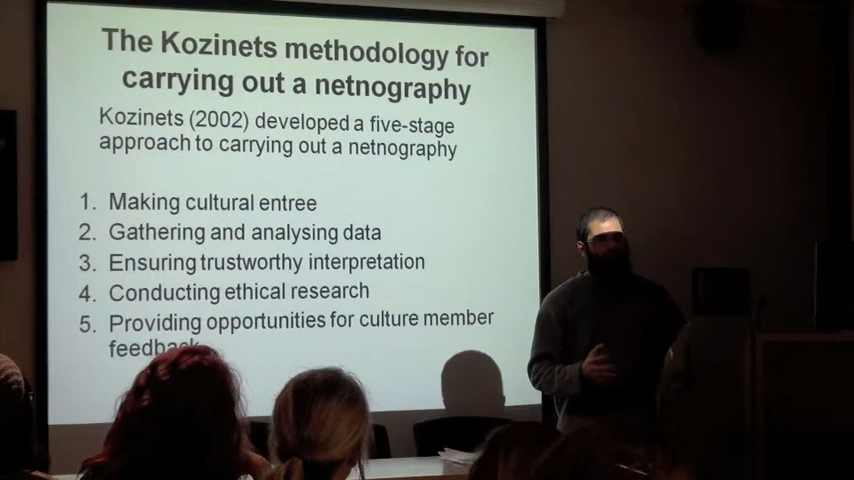 The Kozinets methodology for
carrying out a netnography
Kozinets (2002) developed a five-stage
approach to carrying out a netnography
1. Making cultural entree
2. Gathering and analysing data
3. Ensuring trustworthy interpretation
4. Conducting ethical research
5. Providing opportunities for culture member
feedback